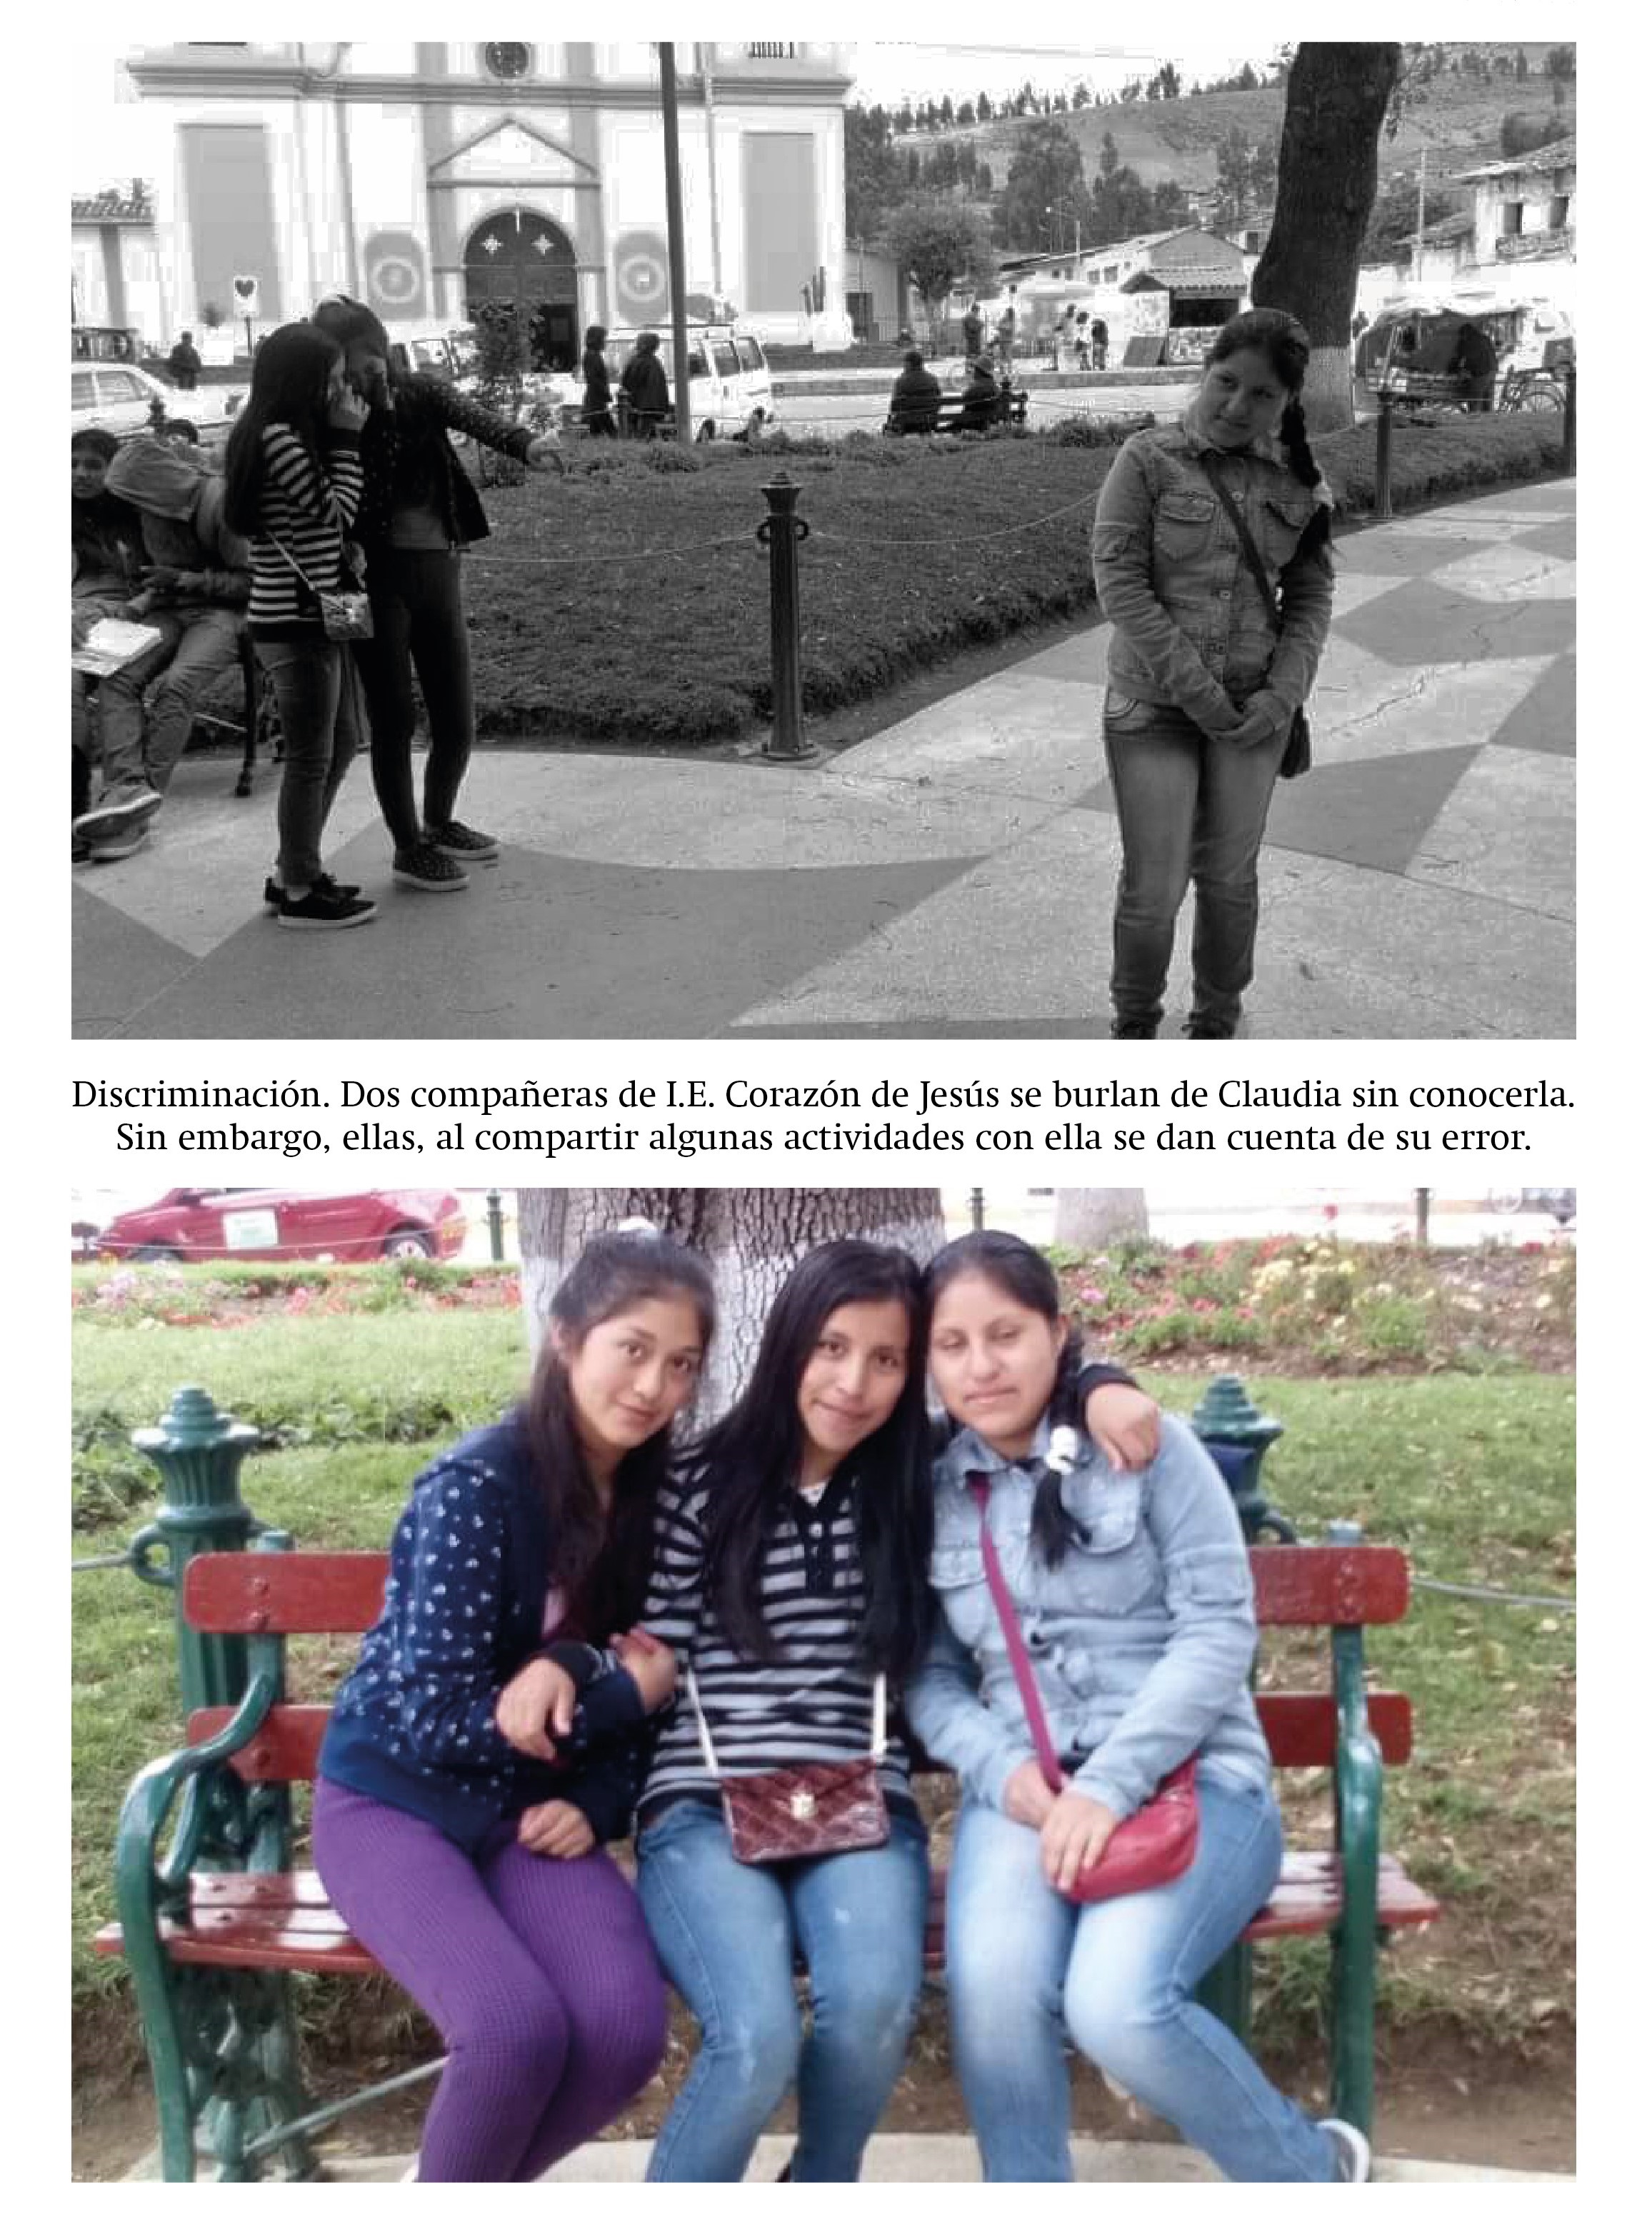 Discriminación. Dos compañeras de I.E. Corazón de Jesús se burlan de Claudia sin conocerla.
Sin embargo, ellas, al compartir algunas actividades con ella se dan cuenta de su error.